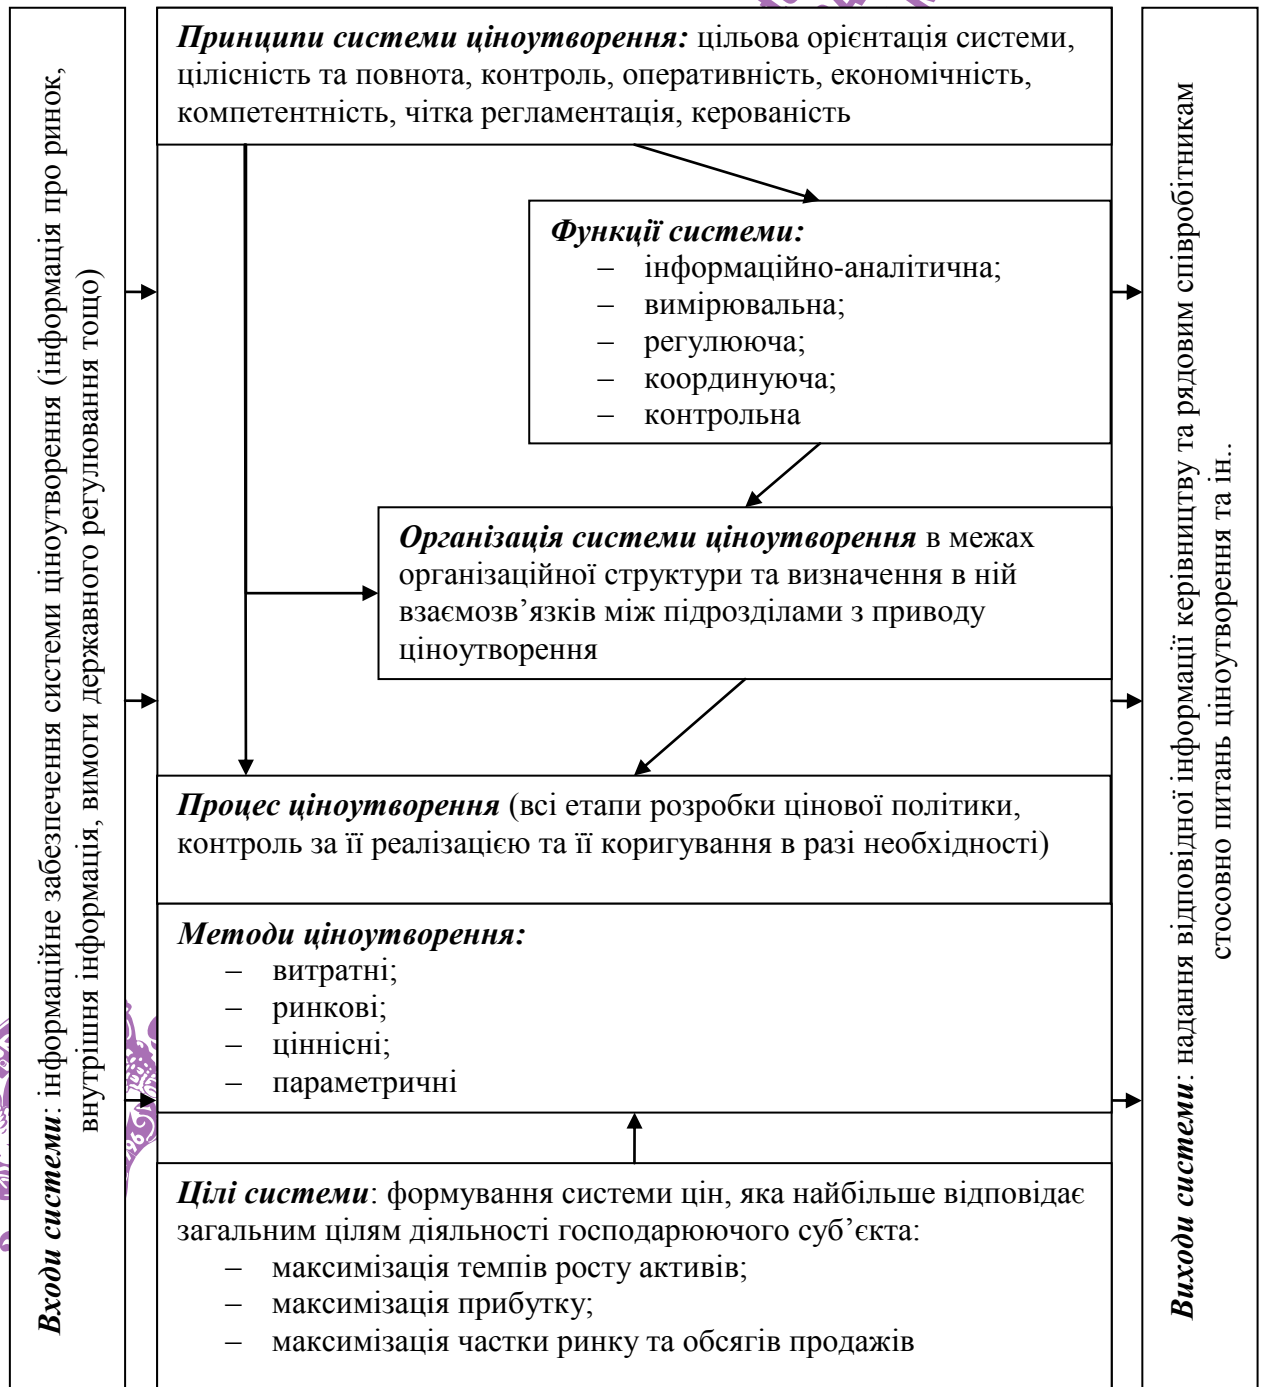 Входи системи: інформаційне забезпечення системи ціноутворення (інформація про ринок,
внутрішня інформація, вимоги державного регулювання тощо)
Принципи системи ціноутворення: цільова орієнтація системи,
цілісність та повнота, контроль, оперативність, економічність,
компетентність, чітка регламентація, керованість
Функції системи:
– інформаційно-аналітична;
– вимірювальна;
– регулююча;
– координуюча;
– контрольна
Організація системи ціноутворення в межах
організаційної структури та визначення в ній
взаємозв’язків між підрозділами з приводу
ціноутворення
Процес ціноутворення (всі етапи розробки цінової політики,
контроль за її реалізацією та її коригування в разі необхідності)
Методи ціноутворення:
– витратні;
– ринкові;
– ціннісні;
– параметричні
Цілі системи: формування системи цін, яка найбільше відповідає
загальним цілям діяльності господарюючого суб’єкта:
– максимізація темпів росту активів;
– максимізація прибутку;
– максимізація частки ринку та обсягів продажів
Виходи системи: надання відповідної інформації керівництву та рядовим співробітникам
стосовно питань ціноутворення та ін..